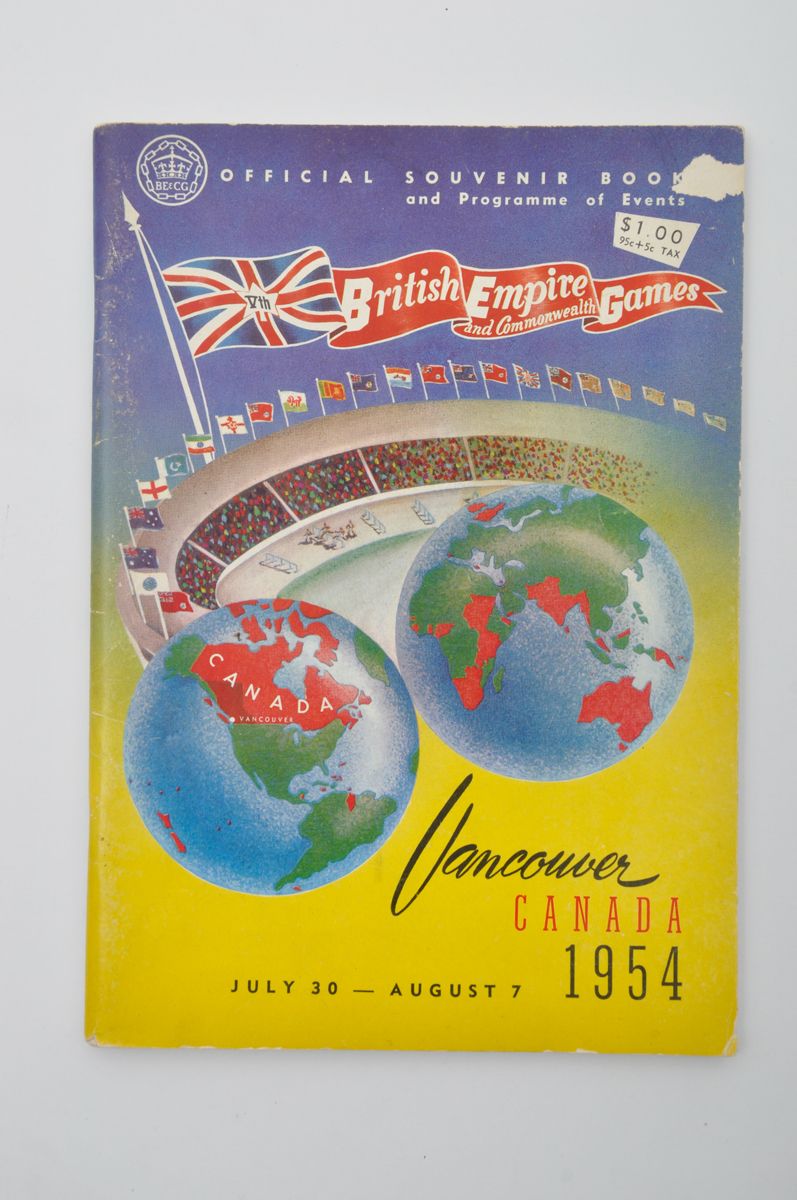 BE&CG
OFFICIAL SOUVENIR BOOK
and Programme of Events
$1.00
95c+5c TAX
Vth
British Empire
and Commonwealth
Games
CANADA
VANCOUVER
Vancouver
CANADA
1954
JULY 30 — AUGUST 7